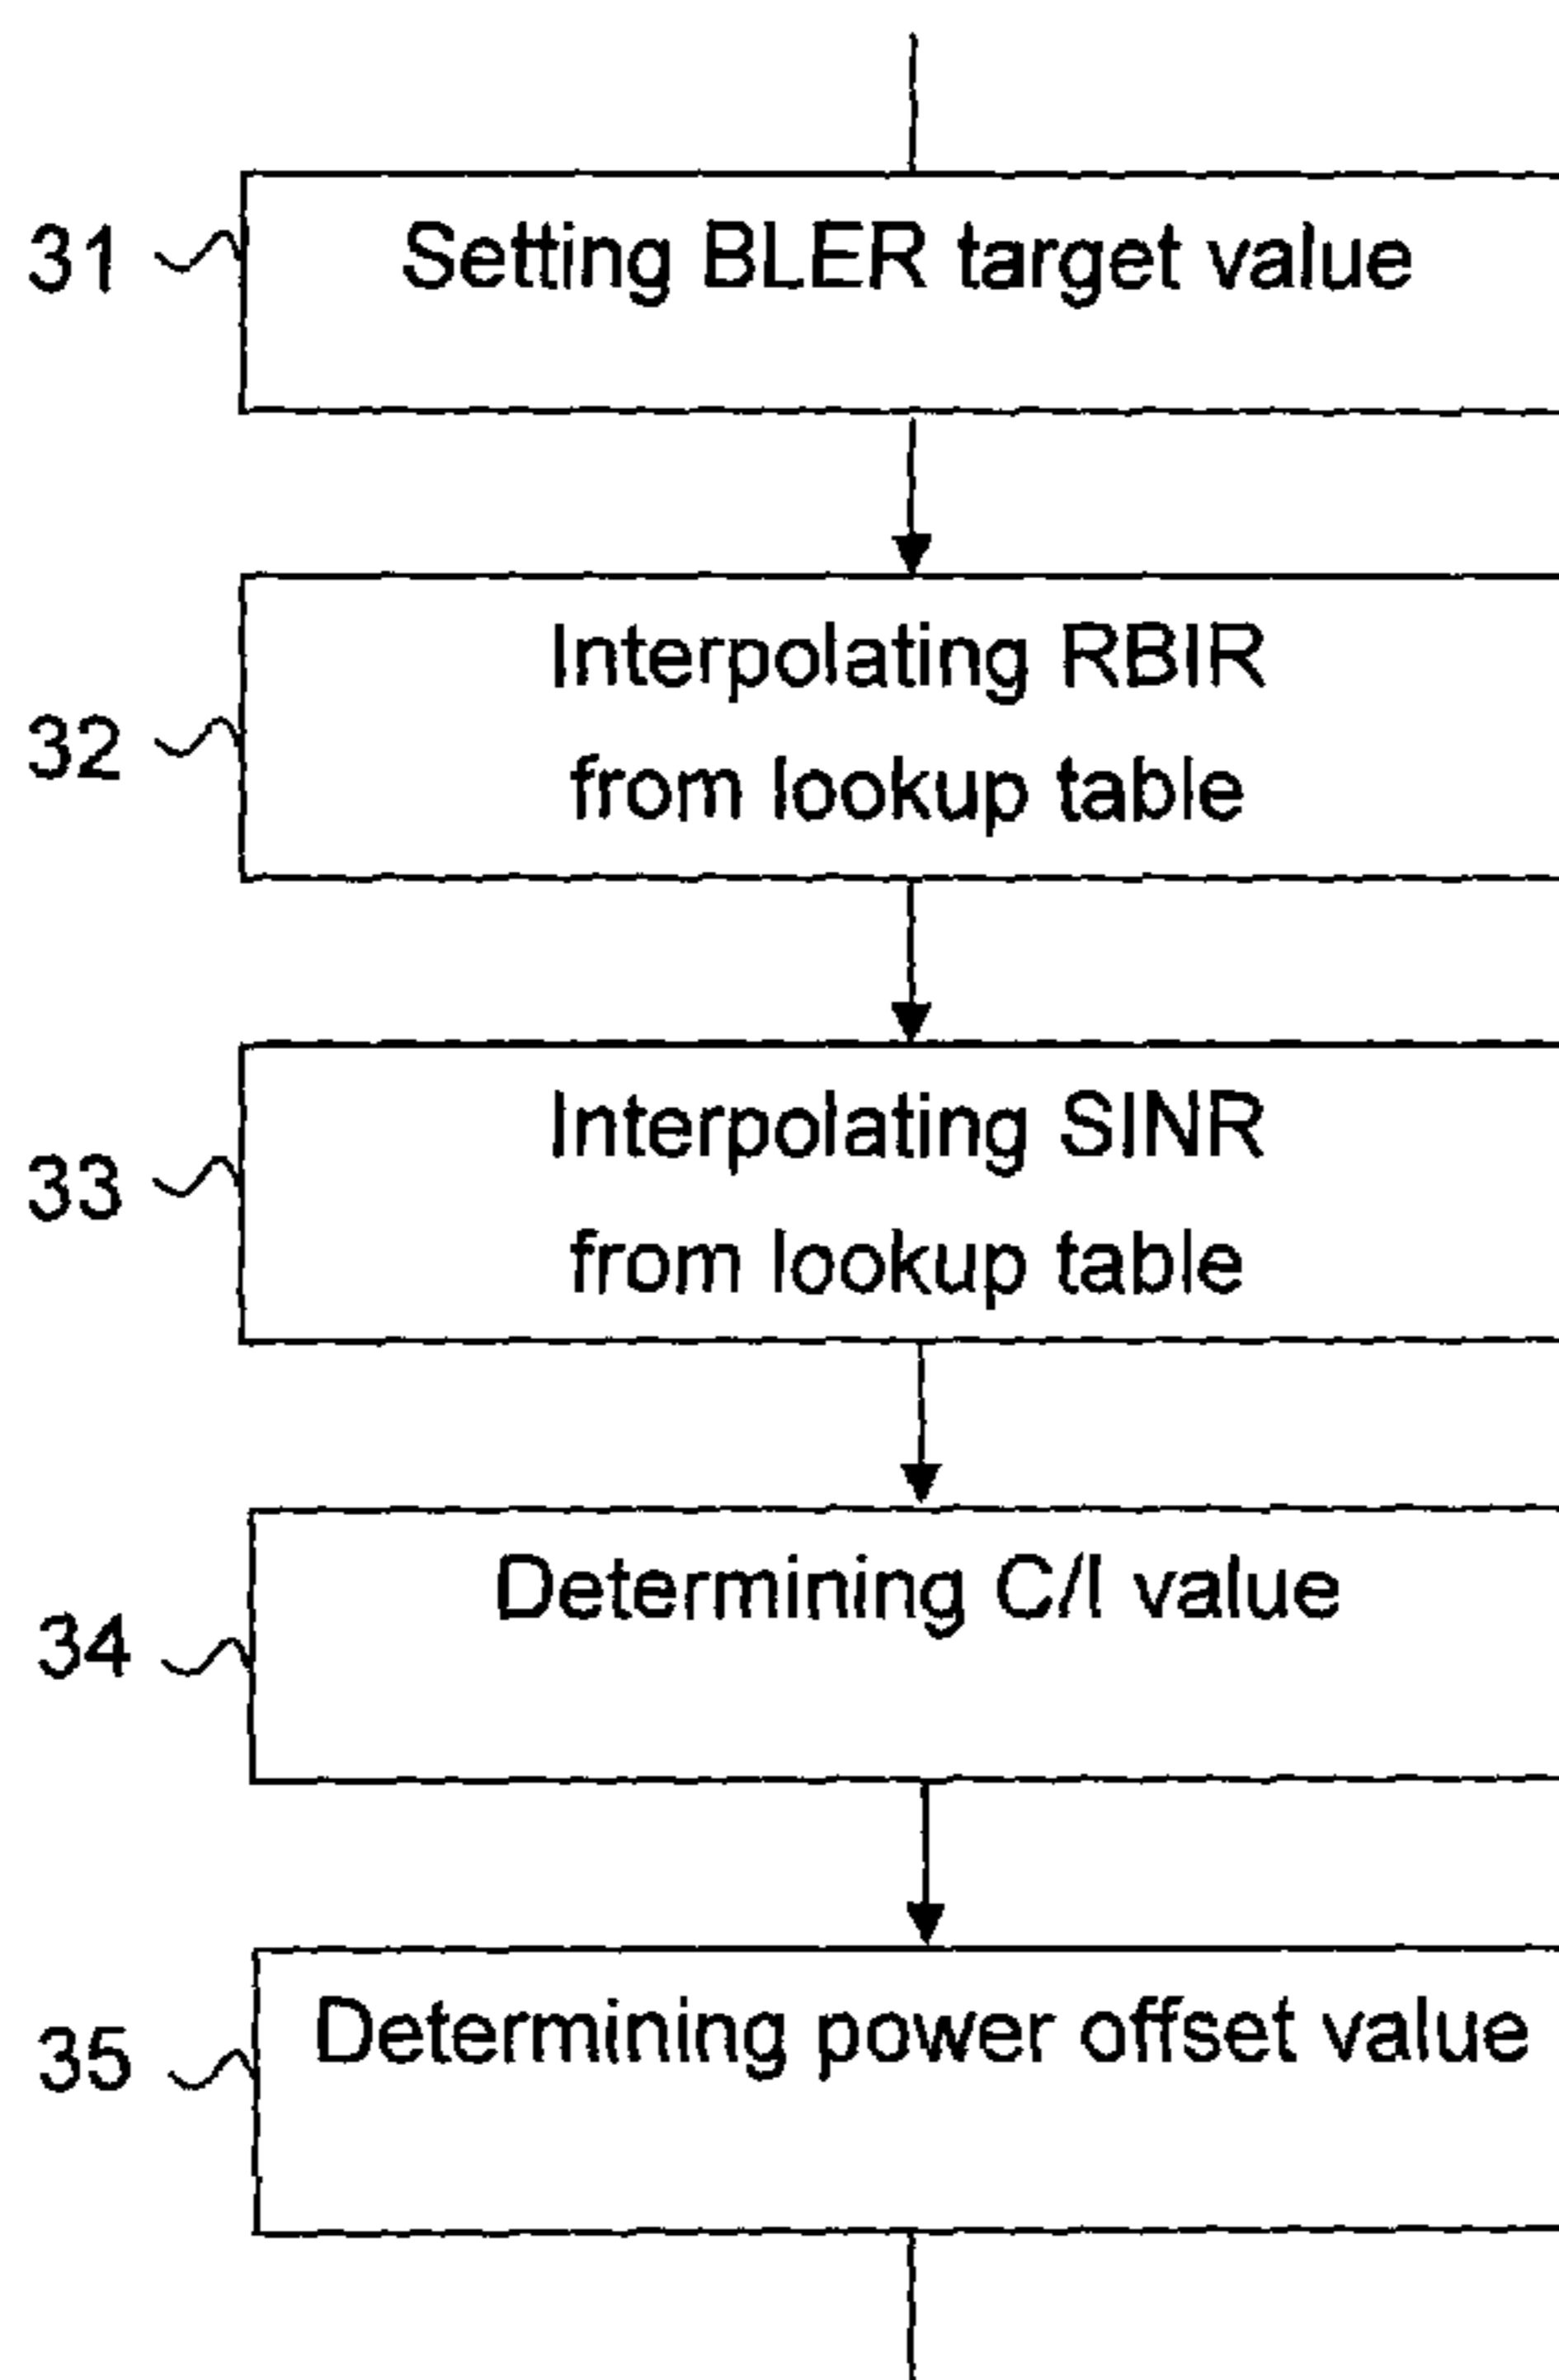 31
Setting BLER target value
Interpolating RBIR
32
from lookup table
Interpolating SINR
33
from lookup table
Determining C/I value
34
Determining power offset value
35